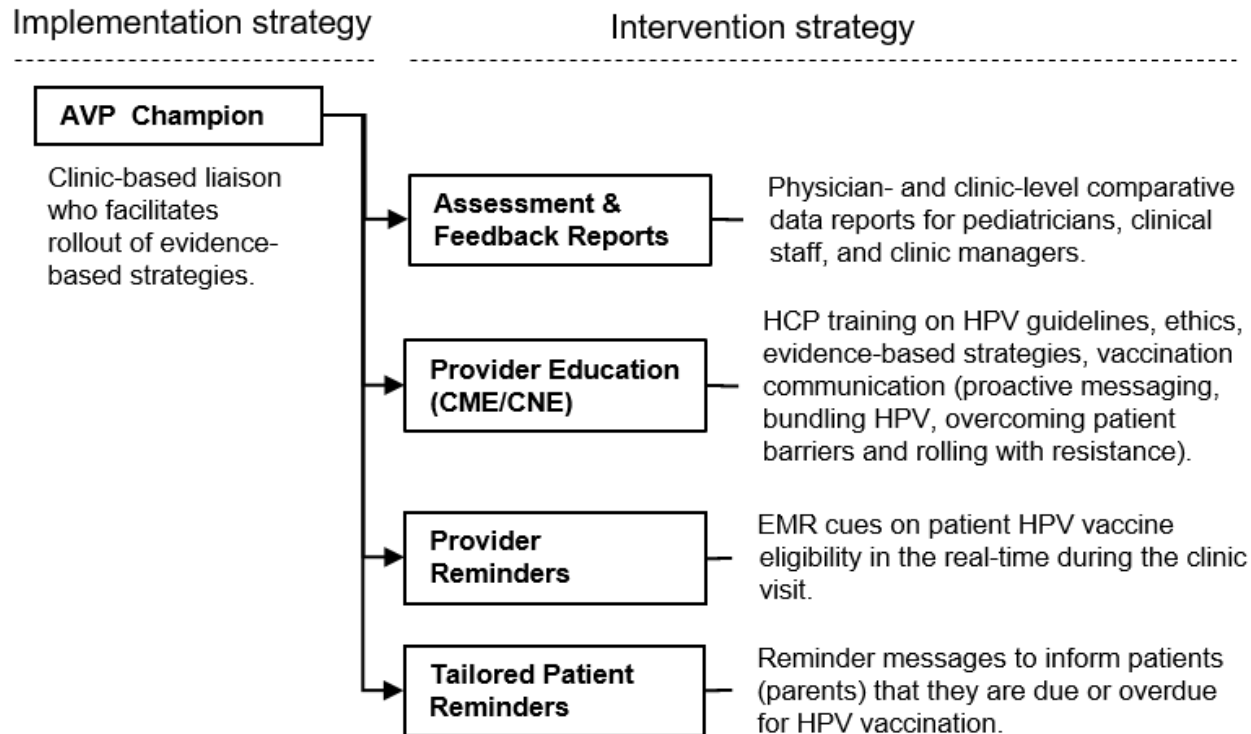 Implementation strategy
Intervention strategy
AVP Champion
Clinic-based liaison
who facilitates
rollout of evidence-
based strategies.
Assessment &
Feedback Reports
Physician- and clinic-level comparative
data reports for pediatricians, clinical
staff, and clinic managers.
Provider Education
(CME/CNE)
HCP training on HPV guidelines, ethics,
evidence-based strategies, vaccination
communication (proactive messaging,
bundling HPV, overcoming patient
barriers and rolling with resistance).
Provider
Reminders
EMR cues on patient HPV vaccine
eligibility in the real-time during the clinic
visit.
Tailored Patient
Reminders
Reminder messages to inform patients
(parents) that they are due or overdue
for HPV vaccination.